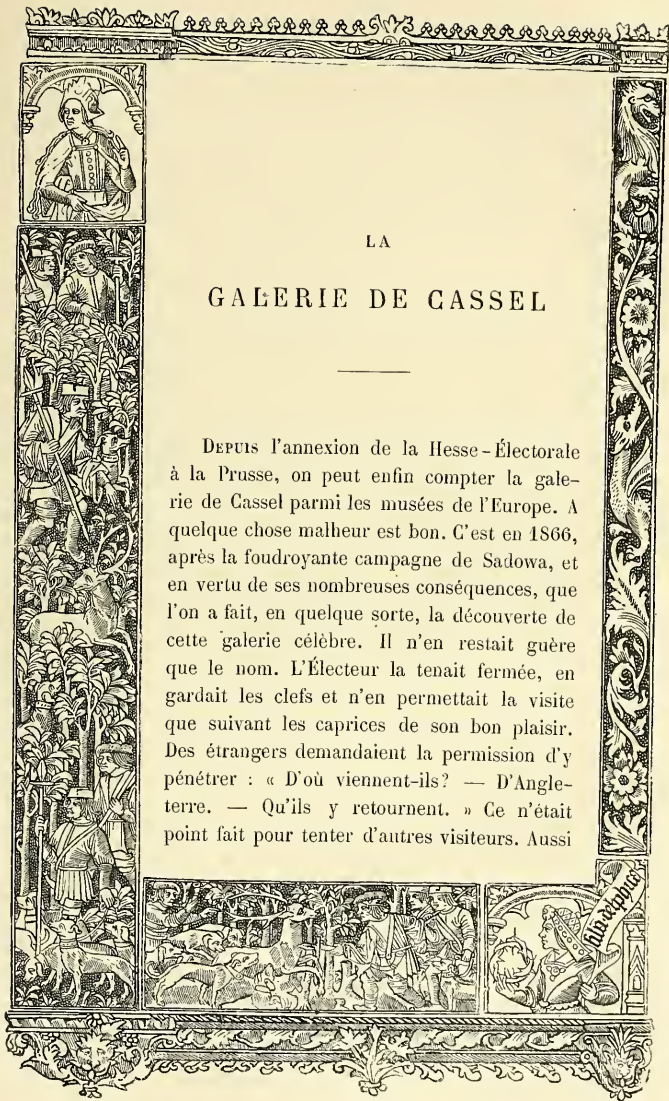 LA
GALERIE DE CASSEL
DEPUIS l'annexion de la Hesse-Électorale
à la Prusse, on peut enfin compter la gale-
rie de Cassel parmi les musées de l'Europe. A
quelque chose malheur est bon. C'est en 1866,
après la foudroyante campagne de Sadowa, et
en vertu de ses nombreuses conséquences, que
l'on a fait, en quelque sorte, la découverte de
cette galerie célèbre. Il n'en restait guère
que le nom. L'Électeur la tenait fermée, en
gardait les clefs et n'en permettait la visite
que suivant les caprices de son bon plaisir.
Des étrangers demandaient la permission d'y
pénétrer : « D'où viennent-ils? — D'Angle-
terre. — Qu'ils y retournent. » Ce n'était
point fait pour tenter d'autres visiteurs. Aussi